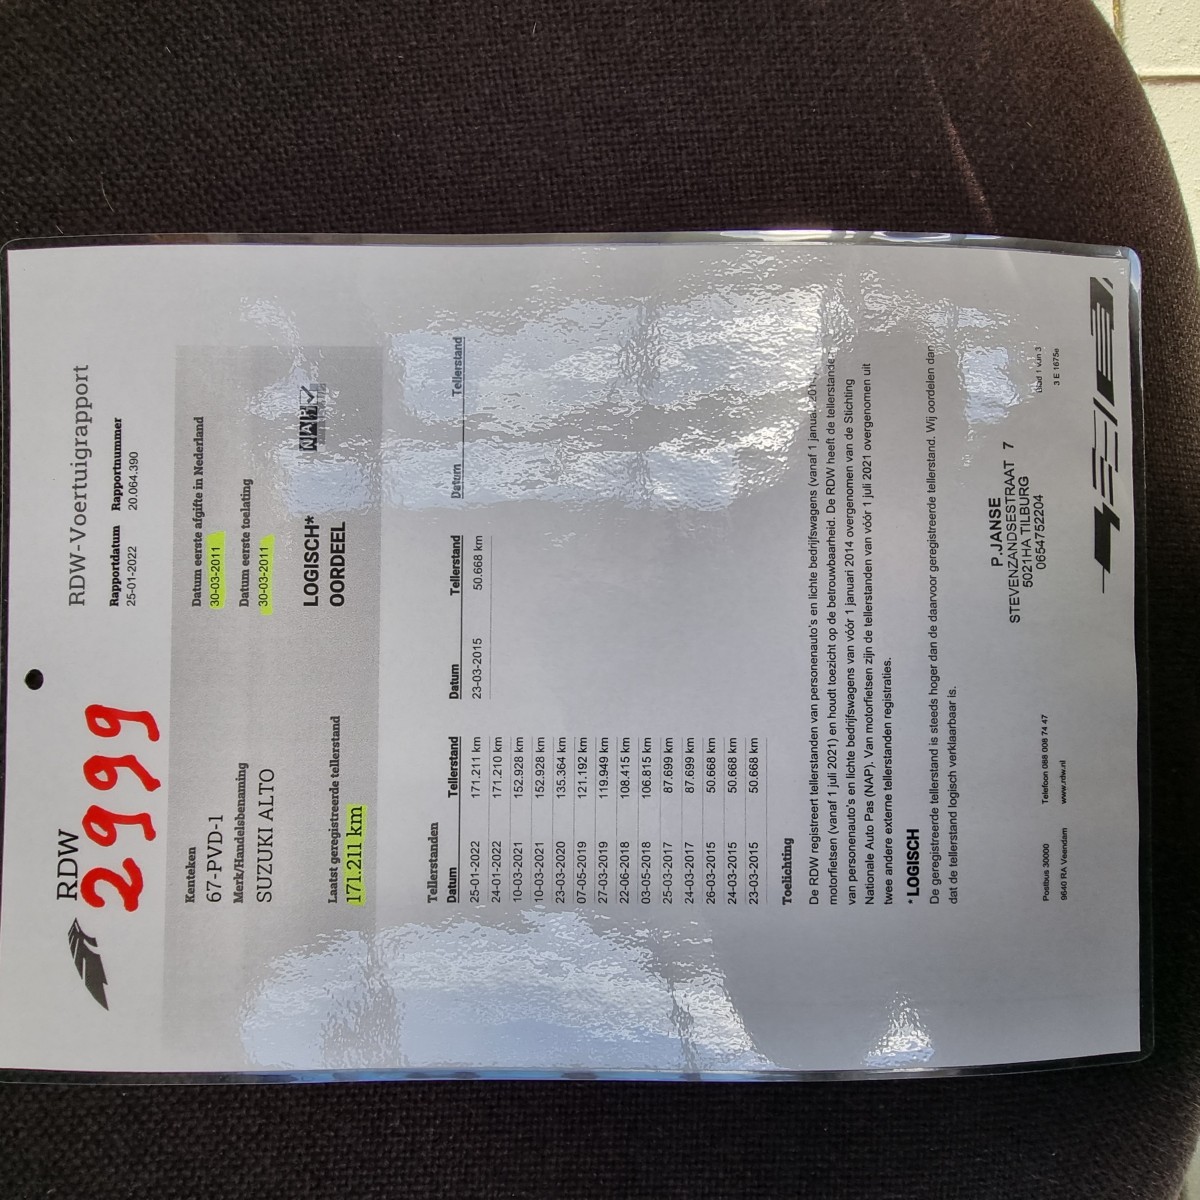 RDW
2999
RDW-Voertuigrapport
Rapportdatum Rapportnummer
25-01-2022 20.064.390
Kenteken
67-PVD-1
Merk/Handelsbenaming
SUZUKI ALTO
Datum eerste afgifte in Nederland
30-03-2011
Datum eerste toelating
30-03-2011
Laatst geregistreerde tellerstand
171.211 km
LOGISCH*
OORDEEL
NAP
Tellerstanden
Datum Tellerstand Datum Tellerstand Datum Tellerstand
25-01-2022 171.211 km 23-03-2015 50.668 km
24-01-2022 171.210 km
10-03-2021 152.928 km
10-03-2021 152.928 km
23-03-2020 135.364 km
07-05-2019 121.192 km
27-03-2019 119.949 km
22-06-2018 108.415 km
03-05-2018 106.815 km
25-03-2017 87.699 km
24-03-2017 87.699 km
26-03-2015 50.668 km
24-03-2015 50.668 km
23-03-2015 50.668 km
Toelichting
De RDW registreert tellerstanden van personenauto's en lichte bedrijfswagens (vanaf 1 januari
motorfietsen (vanaf 1 juli 2021) en houdt toezicht op de betrouwbaarheid. De RDW heeft de tellerstanden
van personenauto's en lichte bedrijfswagens van vóór 1 januari 2014 overgenomen van de Stichting
Nationale Auto Pas (NAP). Van motorfietsen zijn de tellerstanden van vóór 1 juli 2021 overgenomen uit
twee andere externe tellerstanden registraties.
*LOGISCH
De geregistreerde tellerstand is steeds hoger dan de daarvoor geregistreerde tellerstand. Wij oordelen dan
dat de tellerstand logisch verklaarbaar is.
P.JANSE
STEVENZANDSESTRAAT 7
5021HA TILBURG
0654752204
Postbus 30000 Telefoon 088 008 74 47
9640 RA Veendam www.rdw.nl
Blad 1 van 3
3 E 1675e